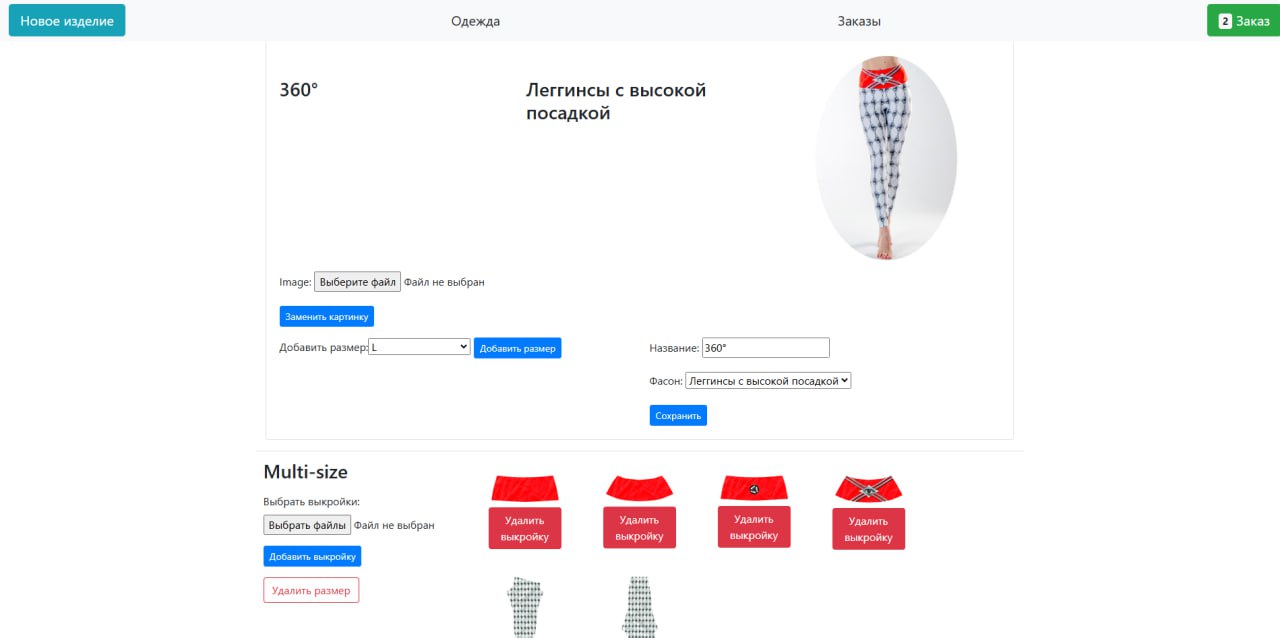 Новое изделие
Одежда
Заказы
2 Заказ
360°
Леггинсы с высокой
посадкой
Image: Выберите файл Файл не выбран
Заменить картинку
Добавить размер: L Добавить размер
Название: 360°
Фасон: Леггинсы с высокой посадкой
Сохранить
Multi-size
Выбрать выкройки:
Выбрать файлы Файл не выбран
Добавить выкройку
Удалить размер
Удалить
выкройку
Удалить
выкройку
Удалить
выкройку
Удалить
выкройку